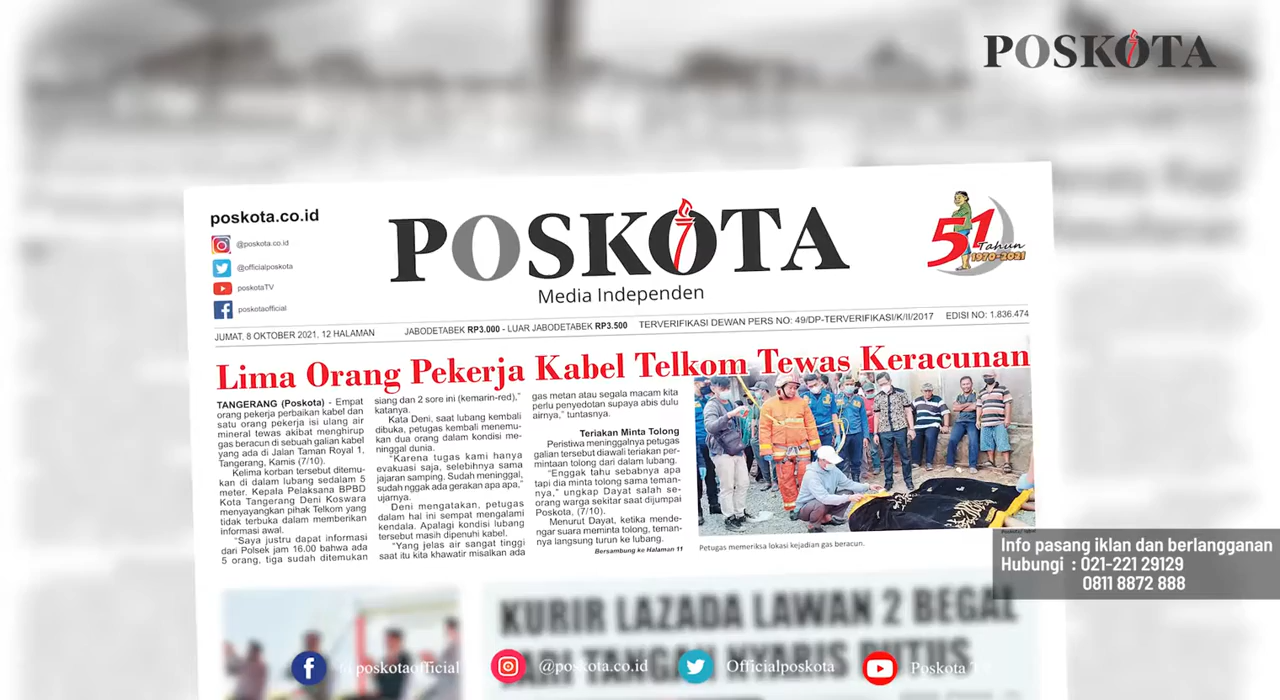 POSKOTA
poskota.co.id
@poskota.co.id
@officialposkota
poskotaTV
poskotaofficial
POSKOTA
Media Independen
51
Tahun
1970-2021
JUMAT, 8 OKTOBER 2021, 12 HALAMAN
JABODETABEK RP3.000 - LUAR JABODETABEK RP3.500
TERVERIFIKASI DEWAN PERS NO: 49/DP-TERVERIFIKASI/K/II/2017
EDISI NO: 1.836.474
Lima Orang Pekerja Kabel Telkom Tewas Keracunan
TANGERANG (Poskota) - Empat
orang pekerja perbaikan kabel dan
satu orang pekerja isi ulang air
mineral tewas akibat menghirup
gas beracun di sebuah galian kabel
yang ada di Jalan Taman Royal 1,
Tangerang, Kamis (7/10).
Kelima korban tersebut ditemu-
kan di dalam lubang sedalam 5
meter. Kepala Pelaksana BPBD
Kota Tangerang Deni Koswara
menyayangkan pihak Telkom yang
tidak terbuka dalam memberikan
informasi awal.
"Saya justru dapat informasi
dari Polsek jam 16.00 bahwa ada
5 orang, tiga sudah ditemukan
siang dan 2 sore ini (kemarin-red),"
katanya.
Kata Deni, saat lubang kembali
dibuka, petugas kembali menemu-
kan dua orang dalam kondisi me-
ninggal dunia.
"Karena tugas kami hanya
evakuasi saja, selebihnya sama
jajaran samping. Sudah meninggal,
sudah nggak ada gerakan apa apa,"
ujarnya.
Deni mengatakan, petugas
dalam hal ini sempat mengalami
kendala. Apalagi kondisi lubang
tersebut masih dipenuhi kabel.
"Yang jelas air sangat tinggi
saat itu kita khawatir misalkan ada
gas metan atau segala macam kita
perlu penyedotan supaya abis dulu
airnya," tuntasnya.
Teriakan Minta Tolong
Peristiwa meninggalnya petugas
galian tersebut diawali teriakan per-
mintaan tolong dari dalam lubang.
"Enggak tahu sebabnya apa
tapi dia minta tolong sama teman-
nya," ungkap Dayat salah se-
orang warga sekitar saat dijumpai
Poskota, (7/10).
Menurut Dayat, ketika mende-
ngar suara meminta tolong, teman-
nya langsung turun ke lubang.
Bersambung ke Halaman 11
Petugas memeriksa lokasi kejadian gas beracun.
Info pasang iklan dan berlangganan
Hubungi : 021-221 29129
0811 8872 888
KURIR LAZADA LAWAN 2 BEGAL
JARI TANGAN NYARIS PUTUS
@poskotaofficial
@poskota.co.id
Officialposkota
Poskota TV